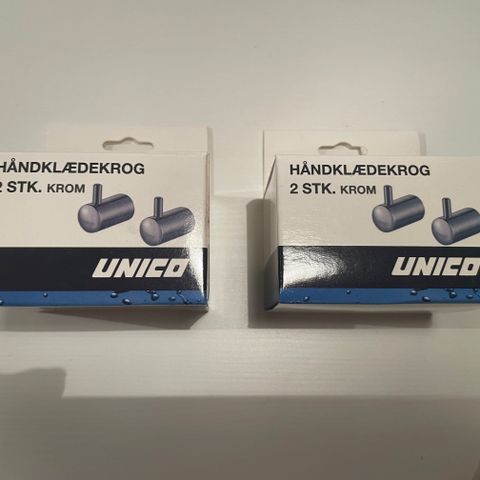 HÅNDKLÆDEKROG
2 STK. KROM
UNICO
HÅNDKLÆDEKROG
2 STK. KROM
UNICO